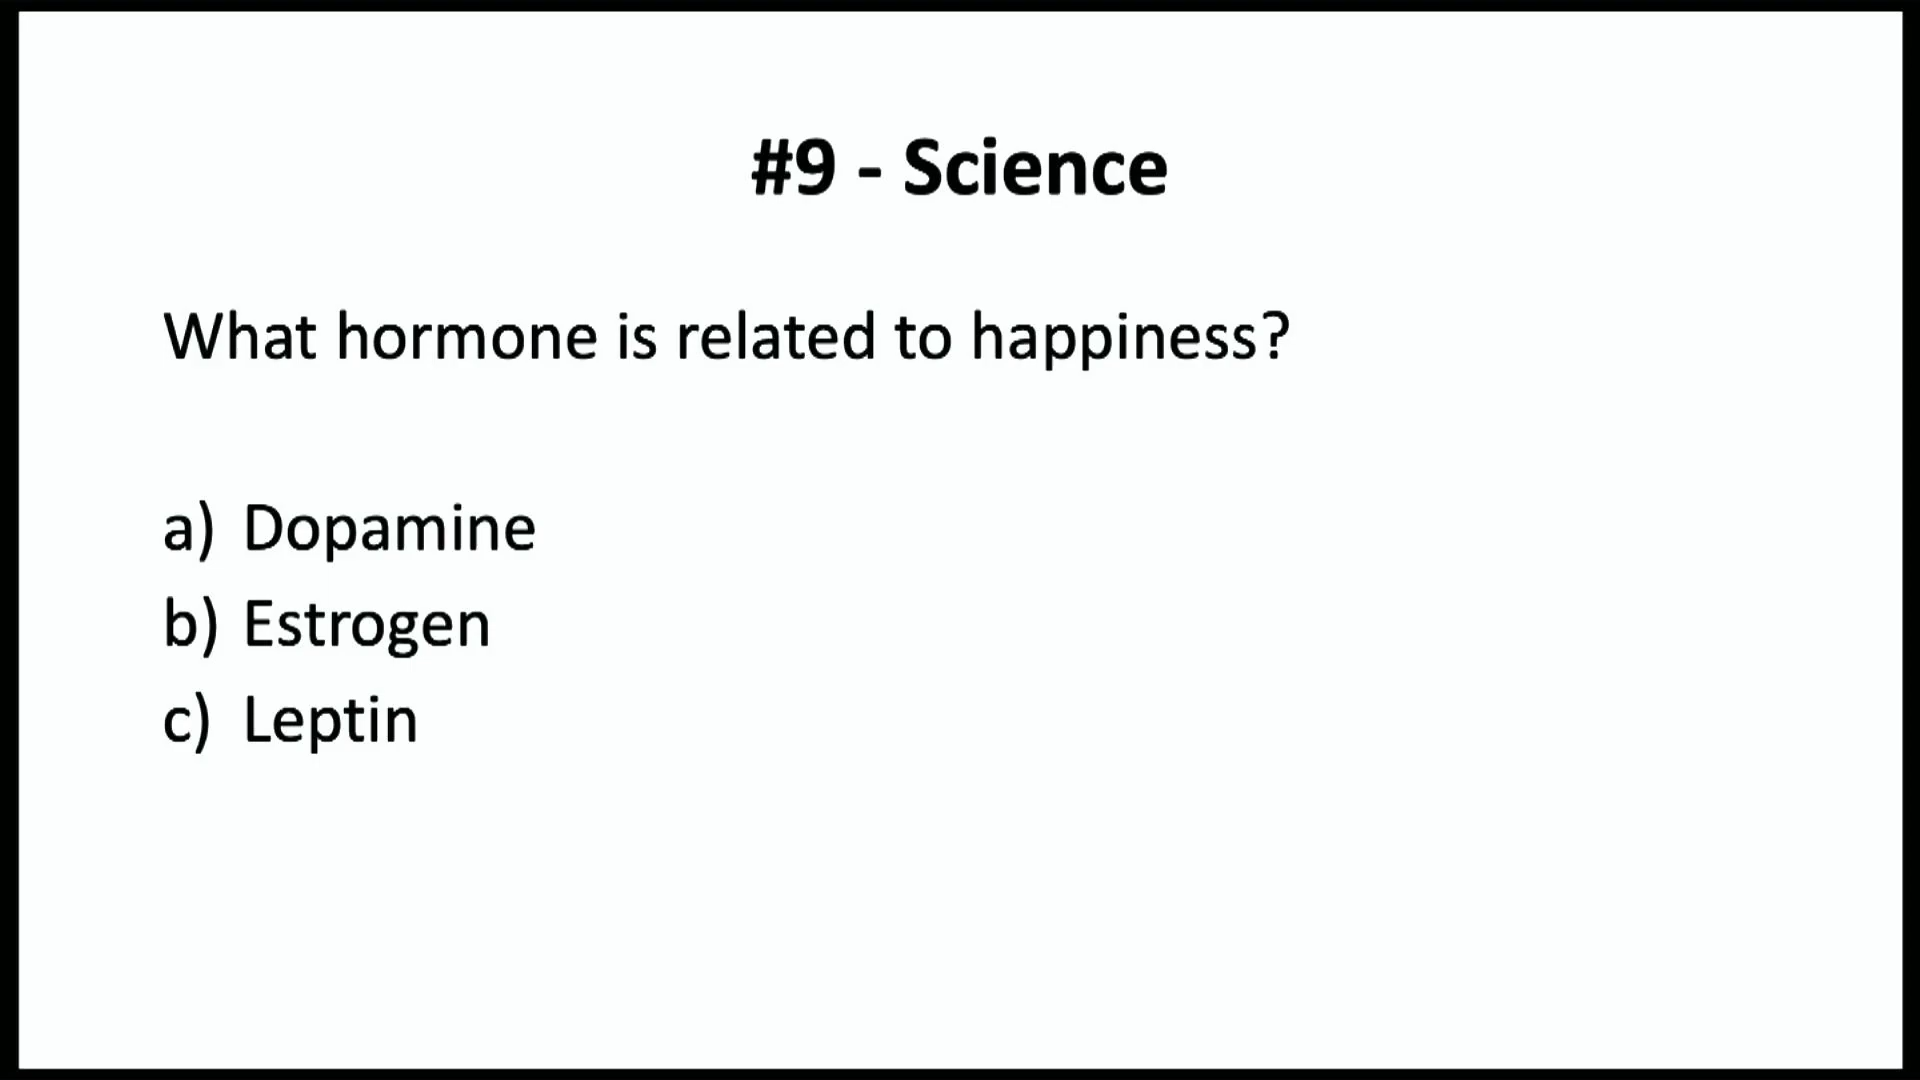 #9 - Science
What hormone is related to happiness?
a) Dopamine
b) Estrogen
c) Leptin